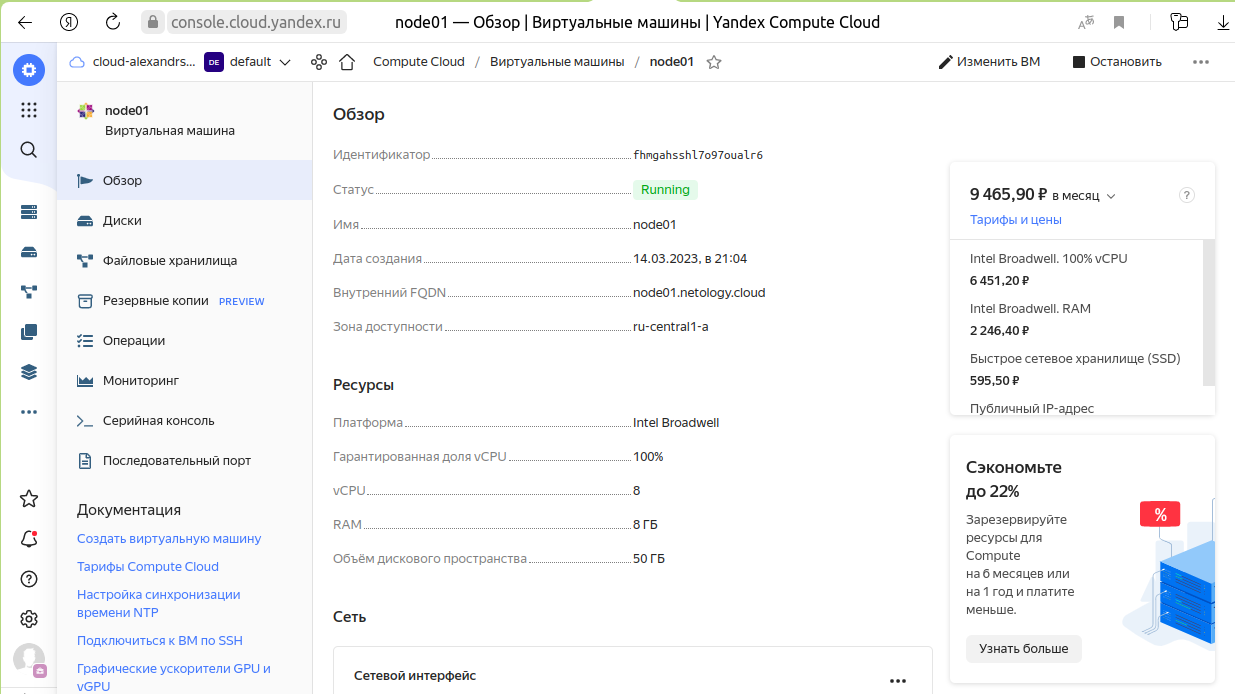 Я console.cloud.yandex.ru node01 — Обзор | Виртуальные машины | Yandex Compute Cloud
cloud-alexandrs... DE default Compute Cloud / Виртуальные машины / node01 Изменить ВМ Остановить
node01
Виртуальная машина
Обзор
Диски
Файловые хранилища
Резервные копии PREVIEW
Операции
Мониторинг
Серийная консоль
Последовательный порт
Документация
Создать виртуальную машину
Тарифы Compute Cloud
Настройка синхронизации
времени NTP
Подключиться к ВМ по SSH
Графические ускорители GPU и
vGPU
Обзор
Идентификатор fhmgahsshl7o97oualr6
Статус Running
Имя node01
Дата создания 14.03.2023, в 21:04
Внутренний FQDN node01.netology.cloud
Зона доступности ru-central1-a
Ресурсы
Платформа Intel Broadwell
Гарантированная доля vCPU 100%
vCPU 8
RAM 8 ГБ
Объём дискового пространства 50 ГБ
Сеть
Сетевой интерфейс
9 465,90 ₽ в месяц ?
Тарифы и цены
Intel Broadwell. 100% vCPU
6 451,20 ₽
Intel Broadwell. RAM
2 246,40 ₽
Быстрое сетевое хранилище (SSD)
595,50 ₽
Публичный IP-адрес
Сэкономьте
до 22%
Зарезервируйте
ресурсы для
Compute
на 6 месяцев или
на 1 год и платите
меньше.
%
Узнать больше